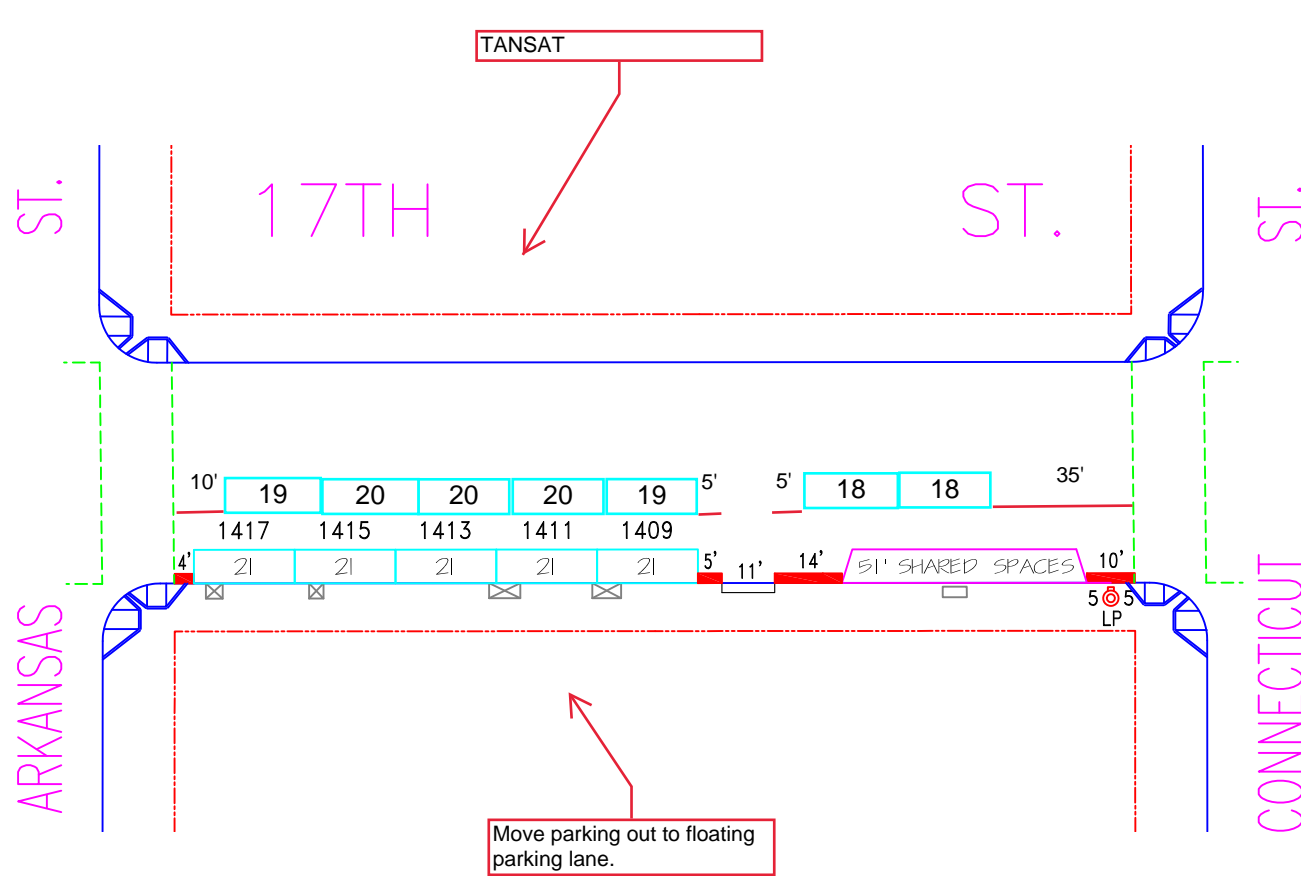 TANSAT
ST.
17TH ST.
ST.
10' 19 20 20 20 19 5' 5' 18 18 35'
1417 1415 1413 1411 1409
4' 21 21 21 21 21 5' 11' 14' 51' SHARED SPACES 10'
5 5
LP
ARKANSAS
CONNECTICUT
Move parking out to floating
parking lane.